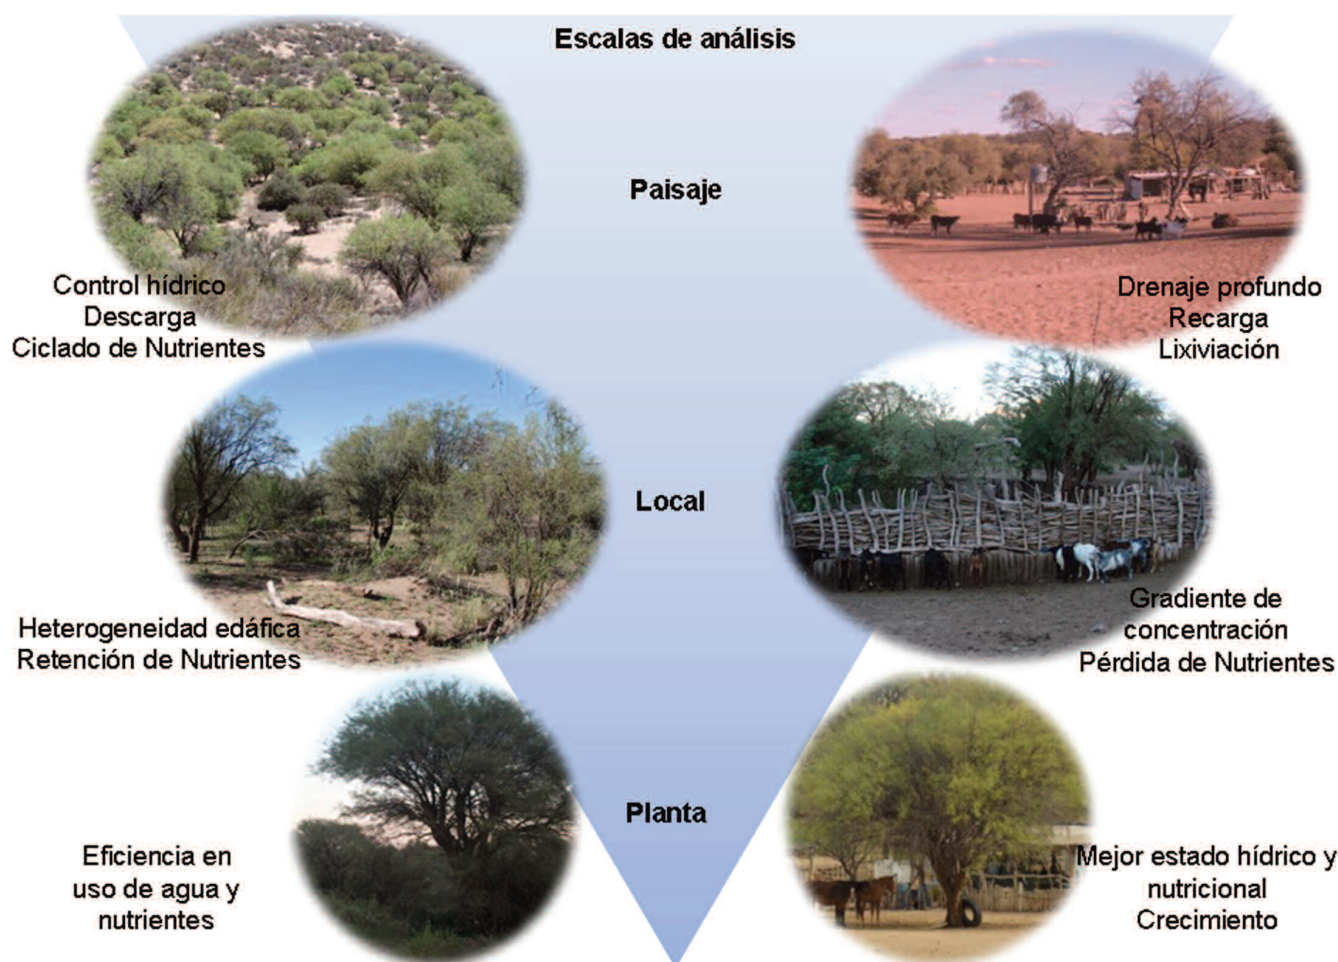 Escalas de análisis
Paisaje
Control hídrico
Descarga
Ciclado de Nutrientes
Drenaje profundo
Recarga
Lixiviación
Local
Heterogeneidad edáfica
Retención de Nutrientes
Gradiente de
concentración
Pérdida de Nutrientes
Planta
Eficiencia en
uso de agua y
nutrientes
Mejor estado hídrico y
nutricional
Crecimiento